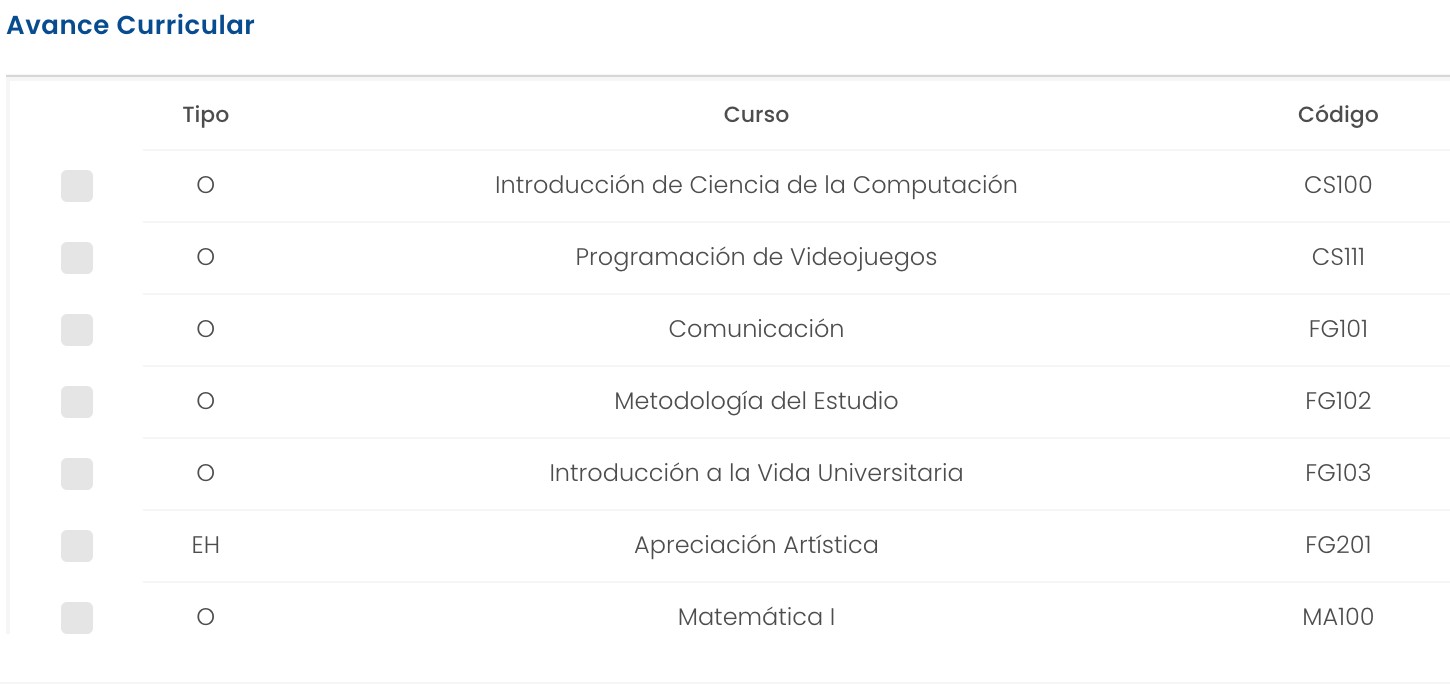 Avance Curricular
Tipo Curso Código
O Introducción de Ciencia de la Computación CS100
O Programación de Videojuegos CS111
O Comunicación FG101
O Metodología del Estudio FG102
O Introducción a la Vida Universitaria FG103
EH Apreciación Artística FG201
O Matemática I MA100